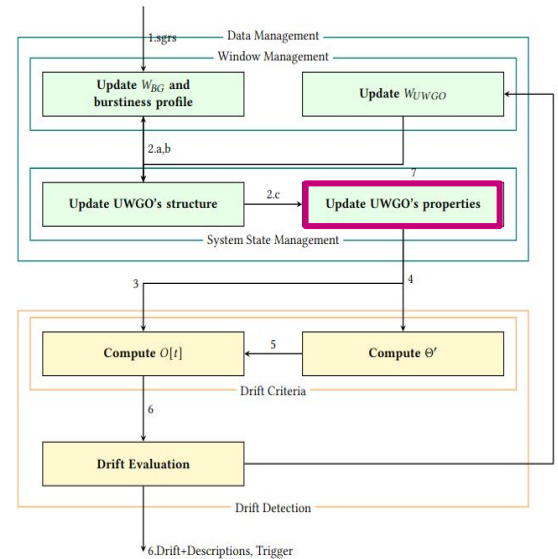 1.sgrs
Data Management
Window Management
Update W_BG and
burstiness profile
Update W_UWGO
2.a,b
7
Update UWGO's structure
2.c
Update UWGO's properties
System State Management
3
4
Compute O[t]
5
Compute Θ′
Drift Criteria
6
Drift Evaluation
Drift Detection
6.Drift+Descriptions, Trigger